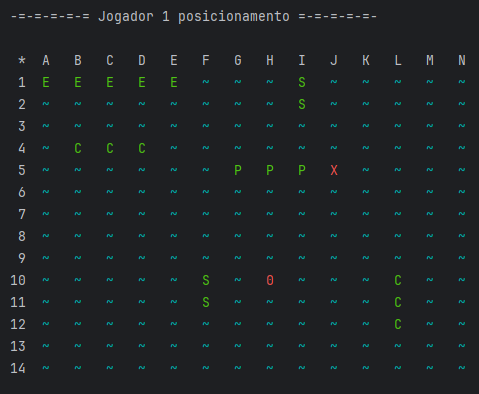 -=-=-=-=-= Jogador 1 posicionamento =-=-=-=-=-
* A B C D E F G H I J K L M N
1 E E E E E ~ ~ ~ S ~ ~ ~ ~ ~
2 ~ ~ ~ ~ ~ ~ ~ ~ S ~ ~ ~ ~ ~
3 ~ ~ ~ ~ ~ ~ ~ ~ ~ ~ ~ ~ ~ ~
4 ~ C C C ~ ~ ~ ~ ~ ~ ~ ~ ~ ~
5 ~ ~ ~ ~ ~ ~ P P P X ~ ~ ~ ~
6 ~ ~ ~ ~ ~ ~ ~ ~ ~ ~ ~ ~ ~ ~
7 ~ ~ ~ ~ ~ ~ ~ ~ ~ ~ ~ ~ ~ ~
8 ~ ~ ~ ~ ~ ~ ~ ~ ~ ~ ~ ~ ~ ~
9 ~ ~ ~ ~ ~ ~ ~ ~ ~ ~ ~ ~ ~ ~
10 ~ ~ ~ ~ ~ S ~ 0 ~ ~ ~ C ~ ~
11 ~ ~ ~ ~ ~ S ~ ~ ~ ~ ~ C ~ ~
12 ~ ~ ~ ~ ~ ~ ~ ~ ~ ~ ~ C ~ ~
13 ~ ~ ~ ~ ~ ~ ~ ~ ~ ~ ~ ~ ~ ~
14 ~ ~ ~ ~ ~ ~ ~ ~ ~ ~ ~ ~ ~ ~